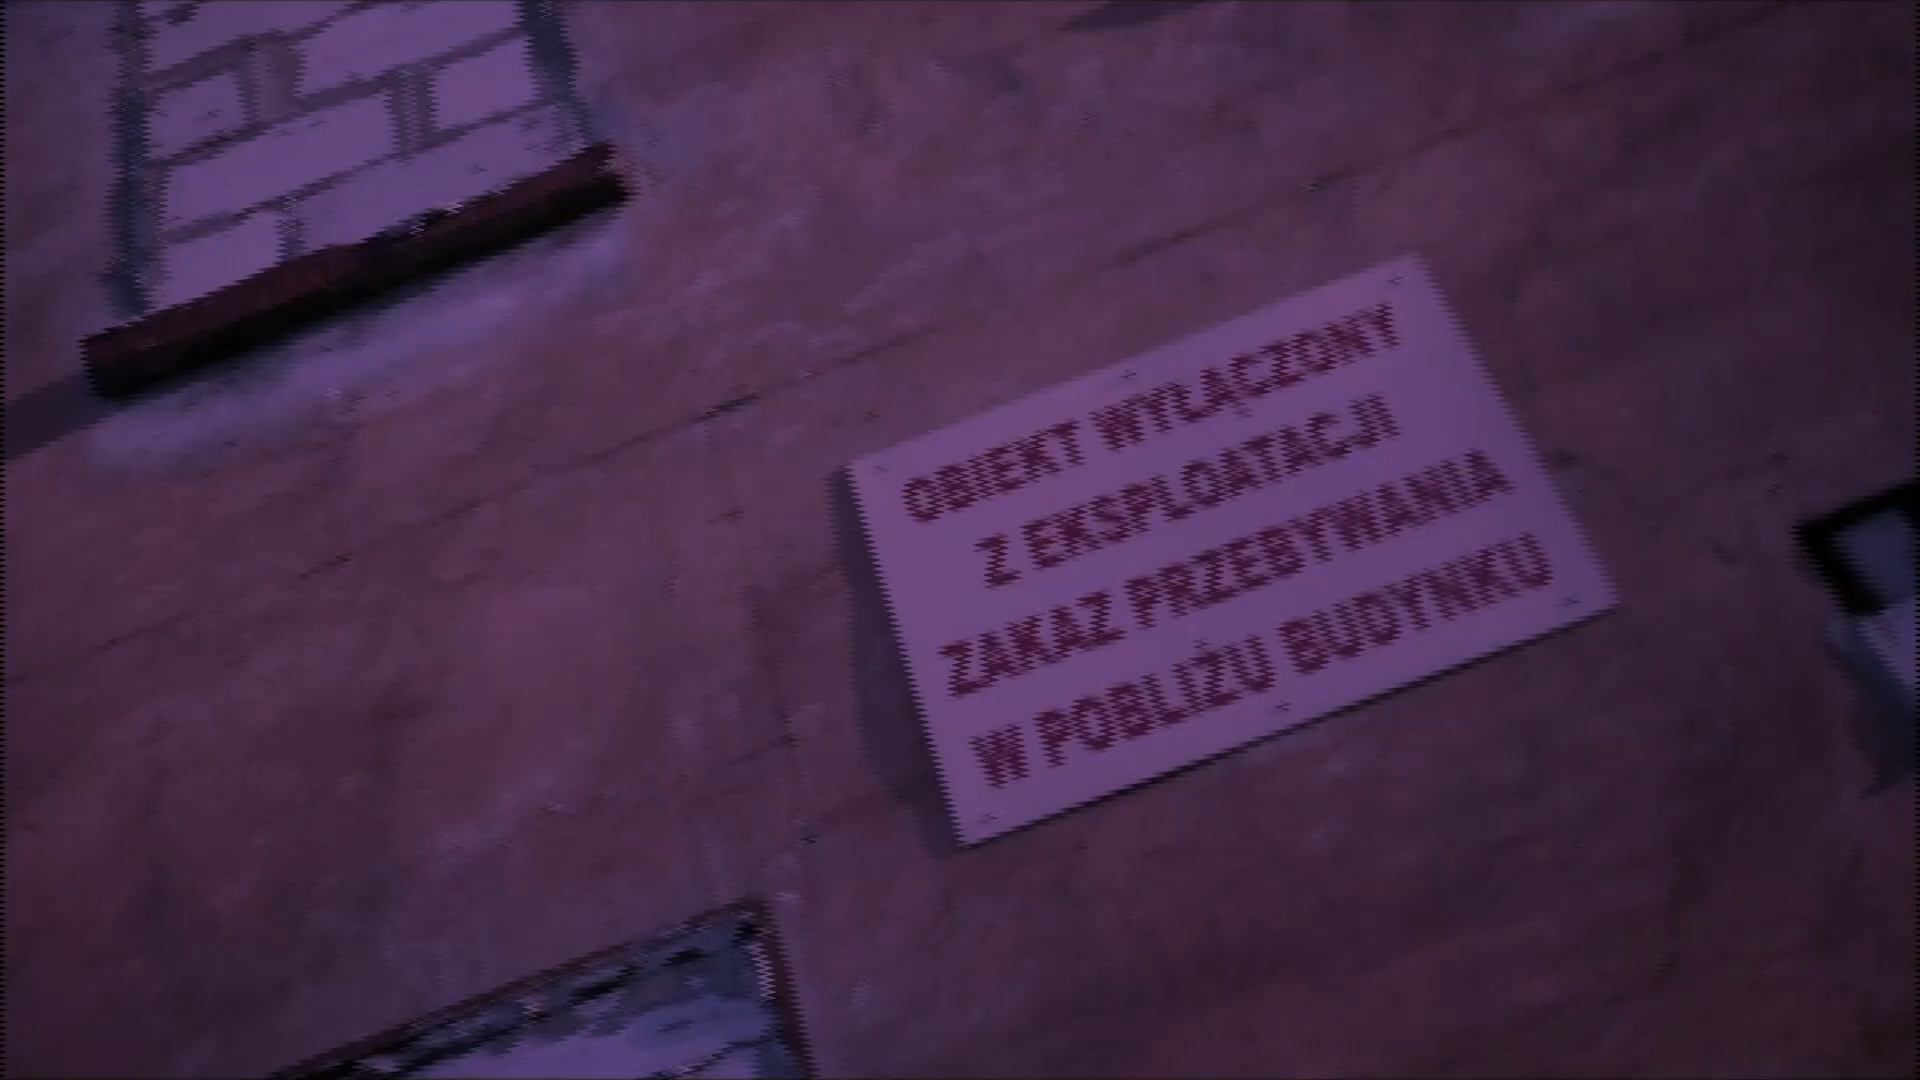 OBIEKT WYŁĄCZONY
Z EKSPLOATACJI
ZAKAZ PRZEBYWANIA
W POBLIŻU BUDYNKU